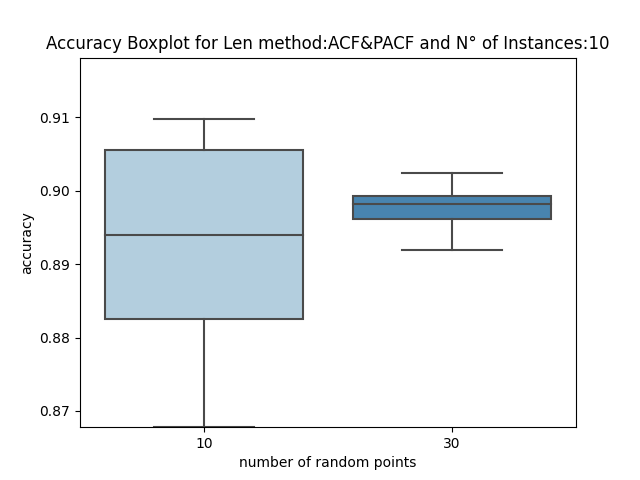 Accuracy Boxplot for Len method:ACF&PACF and N° of Instances:10
0.91
0.90
0.89
0.88
0.87
accuracy
10 30
number of random points